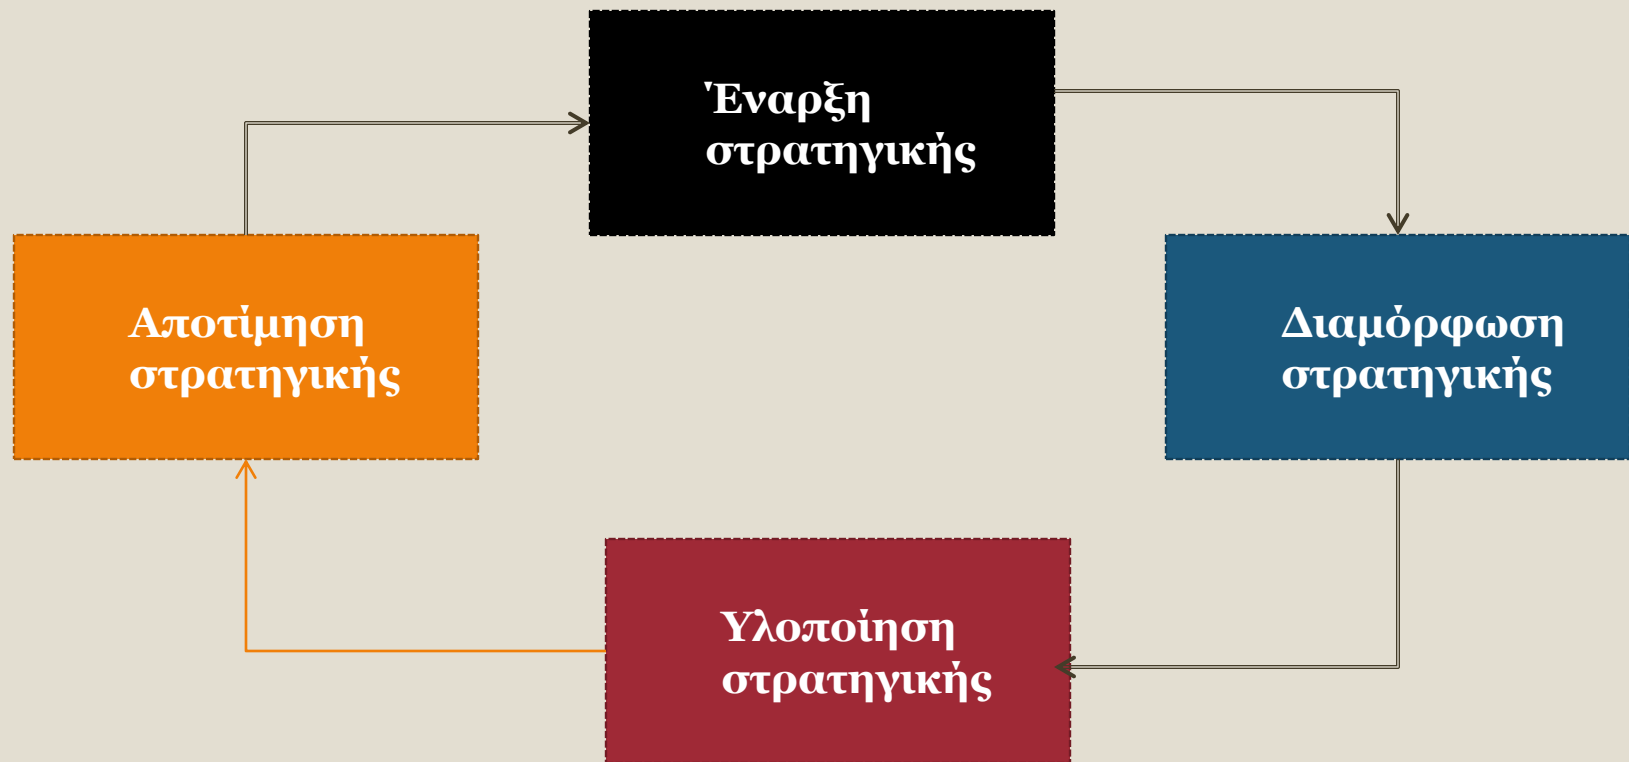 Έναρξη
στρατηγικής
Αποτίμηση
στρατηγικής
Διαμόρφωση
στρατηγικής
Υλοποίηση
στρατηγικής